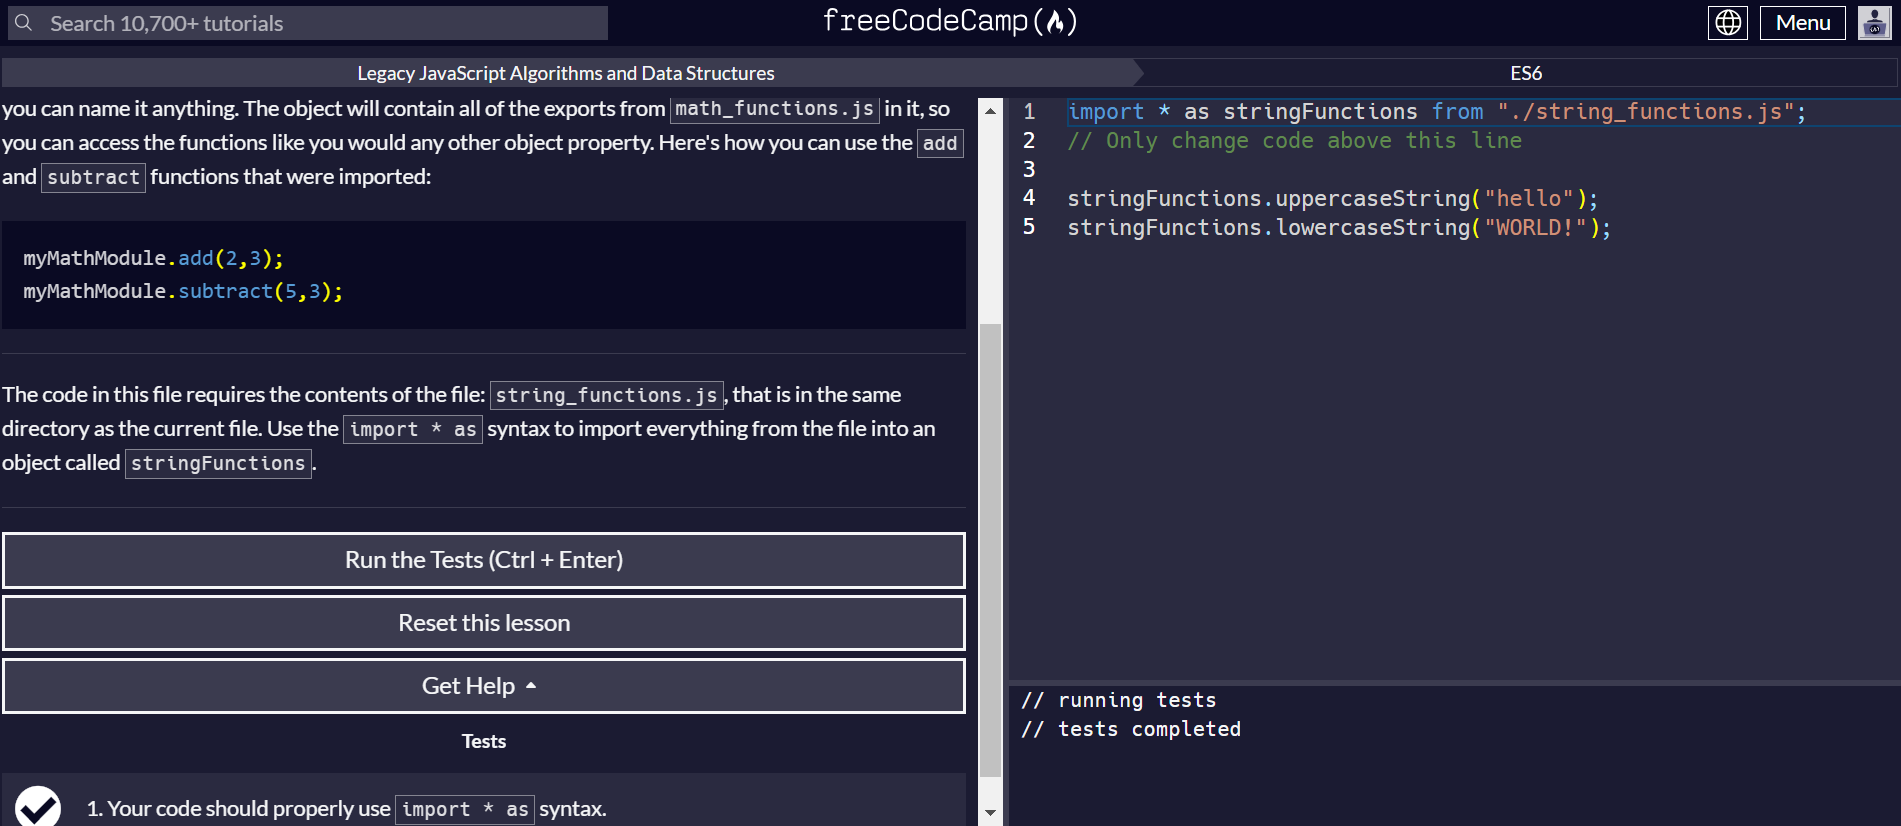 Search 10,700+ tutorials
freeCodeCamp
Menu
Legacy JavaScript Algorithms and Data Structures
ES6
you can name it anything. The object will contain all of the exports from math_functions.js in it, so
you can access the functions like you would any other object property. Here's how you can use the add
and subtract functions that were imported:
myMathModule.add(2,3);
myMathModule.subtract(5,3);
The code in this file requires the contents of the file: string_functions.js, that is in the same
directory as the current file. Use the import * as syntax to import everything from the file into an
object called stringFunctions.
Run the Tests (Ctrl + Enter)
Reset this lesson
Get Help
Tests
1. Your code should properly use import * as syntax.
1 import * as stringFunctions from "./string_functions.js";
2 // Only change code above this line
3
4 stringFunctions.uppercaseString("hello");
5 stringFunctions.lowercaseString("WORLD!");
// running tests
// tests completed